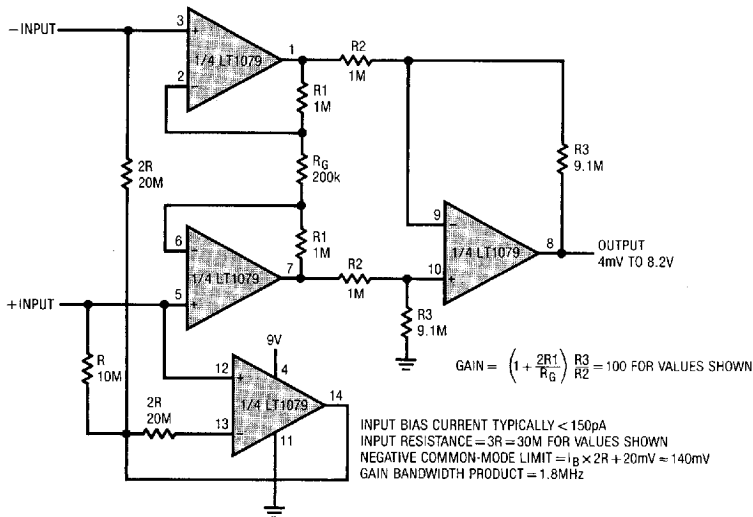 −INPUT
3
+
1/4 LT1079
2
−
1
R2
1M
R1
1M
RG
200k
R3
9.1M
2R
20M
6
−
R1
1M
1/4 LT1079
7
5
+
R2
1M
9
−
1/4 LT1079
10
+
8
OUTPUT
4mV TO 8.2V
+INPUT
R3
9.1M
R
10M
9V
4
12
+
1/4 LT1079
14
2R
20M
13
−
11
GAIN = (1 + 2R1/RG) R3/R2 = 100 FOR VALUES SHOWN
INPUT BIAS CURRENT TYPICALLY < 150pA
INPUT RESISTANCE = 3R = 30M FOR VALUES SHOWN
NEGATIVE COMMON-MODE LIMIT = IB × 2R + 20mV ≈ 140mV
GAIN BANDWIDTH PRODUCT = 1.8MHz